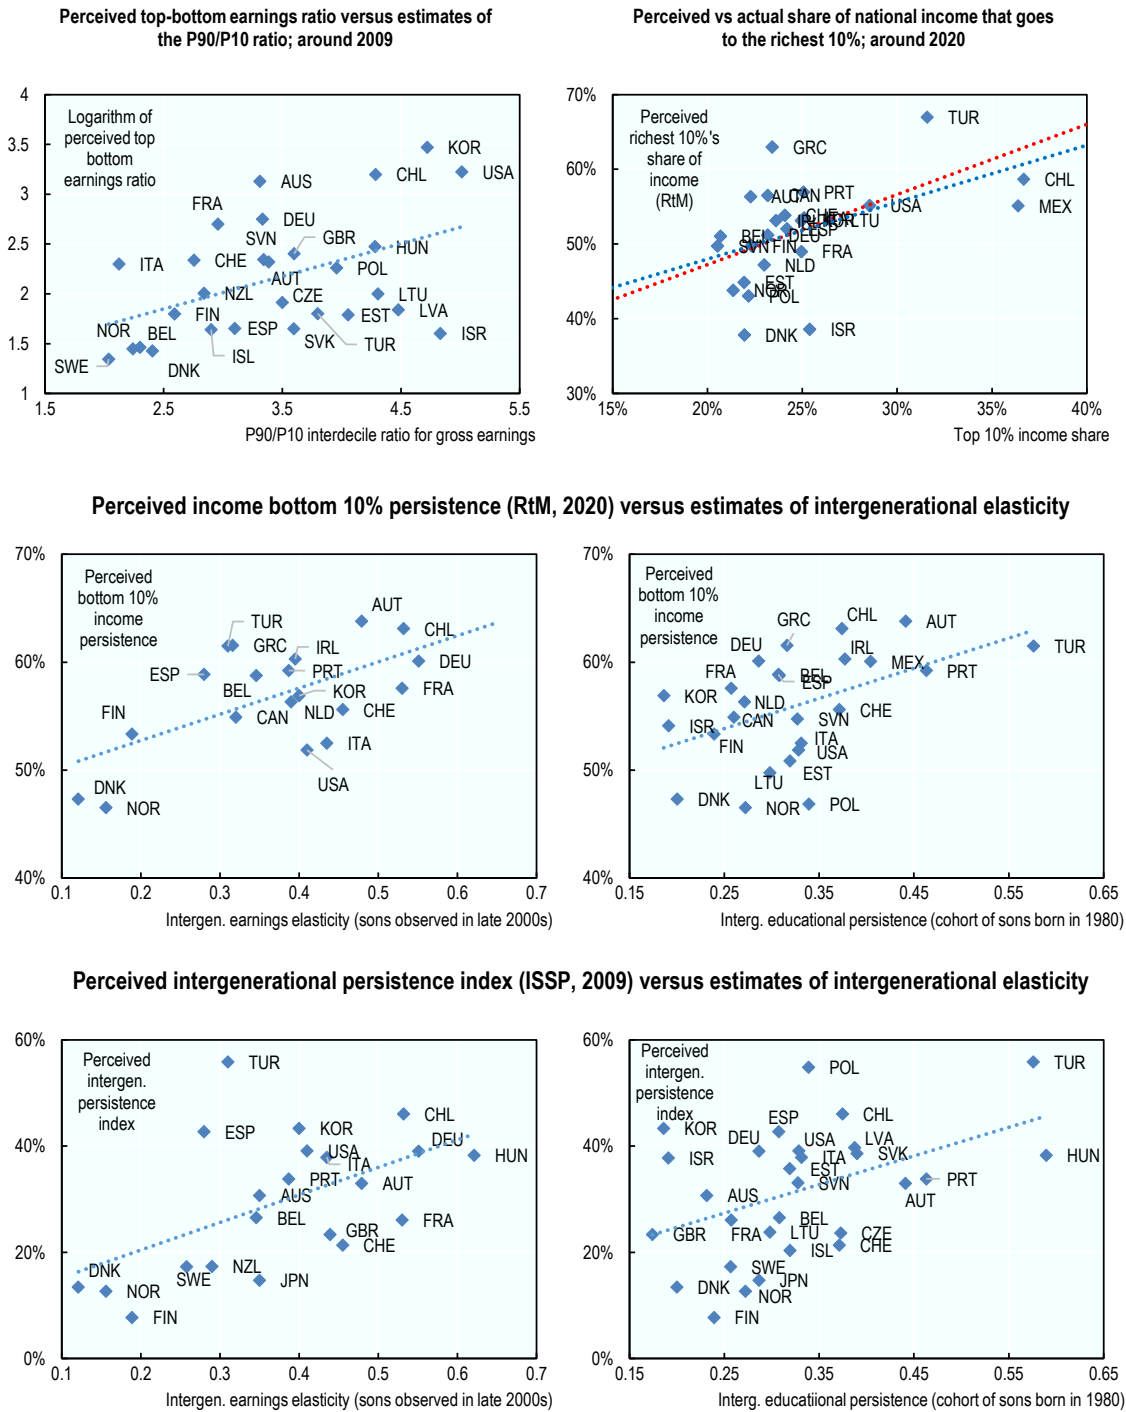 Perceived top-bottom earnings ratio versus estimates of
the P90/P10 ratio; around 2009
4
3.5
3
2.5
2
1.5
1
Logarithm of
perceived top
bottom
earnings ratio
KOR
USA
CHL
AUS
FRA
DEU
SVN
GBR
HUN
ITA
CHE
POL
AUT
NZL
CZE
LTU
LVA
FIN
EST
NOR
BEL
ESP
SVK
TUR
ISR
SWE
ISL
DNK
1.5
2.5
3.5
4.5
5.5
P90/P10 interdecile ratio for gross earnings
Perceived vs actual share of national income that goes
to the richest 10%; around 2020
70%
60%
50%
40%
30%
Perceived
richest 10%'s
share of
income
(RtM)
TUR
GRC
CHL
AUT
CAN
PRT
USA
MEX
CHE
LTU
BEL
DEU
ESP
SVN
FIN
FRA
NLD
EST
NOR
POL
DNK
ISR
15%
20%
25%
30%
35%
40%
Top 10% income share
Perceived income bottom 10% persistence (RtM, 2020) versus estimates of intergenerational elasticity
70%
60%
50%
40%
Perceived
bottom 10%
income
persistence
AUT
TUR
CHL
GRC
IRL
ESP
PRT
DEU
BEL
KOR
FRA
FIN
CAN
NLD
CHE
ITA
USA
DNK
NOR
0.1
0.2
0.3
0.4
0.5
0.6
0.7
Intergen. earnings elasticity (sons observed in late 2000s)
70%
60%
50%
40%
Perceived
bottom 10%
income
persistence
GRC
CHL
AUT
DEU
IRL
TUR
FRA
BEL
MEX
PRT
ESP
KOR
NLD
CHE
ISR
CAN
SVN
FIN
ITA
USA
LTU
EST
DNK
NOR
POL
0.15
0.25
0.35
0.45
0.55
0.65
Interg. educational persistence (cohort of sons born in 1980)
Perceived intergenerational persistence index (ISSP, 2009) versus estimates of intergenerational elasticity
60%
40%
20%
0%
Perceived
intergen.
persistence
index
TUR
CHL
ESP
KOR
USA
DEU
ITA
HUN
PRT
AUT
AUS
BEL
GBR
FRA
CHE
DNK
SWE
NZL
JPN
NOR
FIN
0.1
0.2
0.3
0.4
0.5
0.6
0.7
Intergen. earnings elasticity (sons observed in late 2000s)
60%
40%
20%
0%
Perceived
intergen.
persistence
index
POL
TUR
CHL
KOR
ESP
DEU
USA
LVA
ISR
ITA
SVK
HUN
EST
SVN
PRT
AUS
AUT
GBR
FRA
BEL
LTU
CZE
ISL
CHE
SWE
DNK
JPN
NOR
FIN
0.15
0.25
0.35
0.45
0.55
0.65
Interg. educatiional persistence (cohort of sons born in 1980)